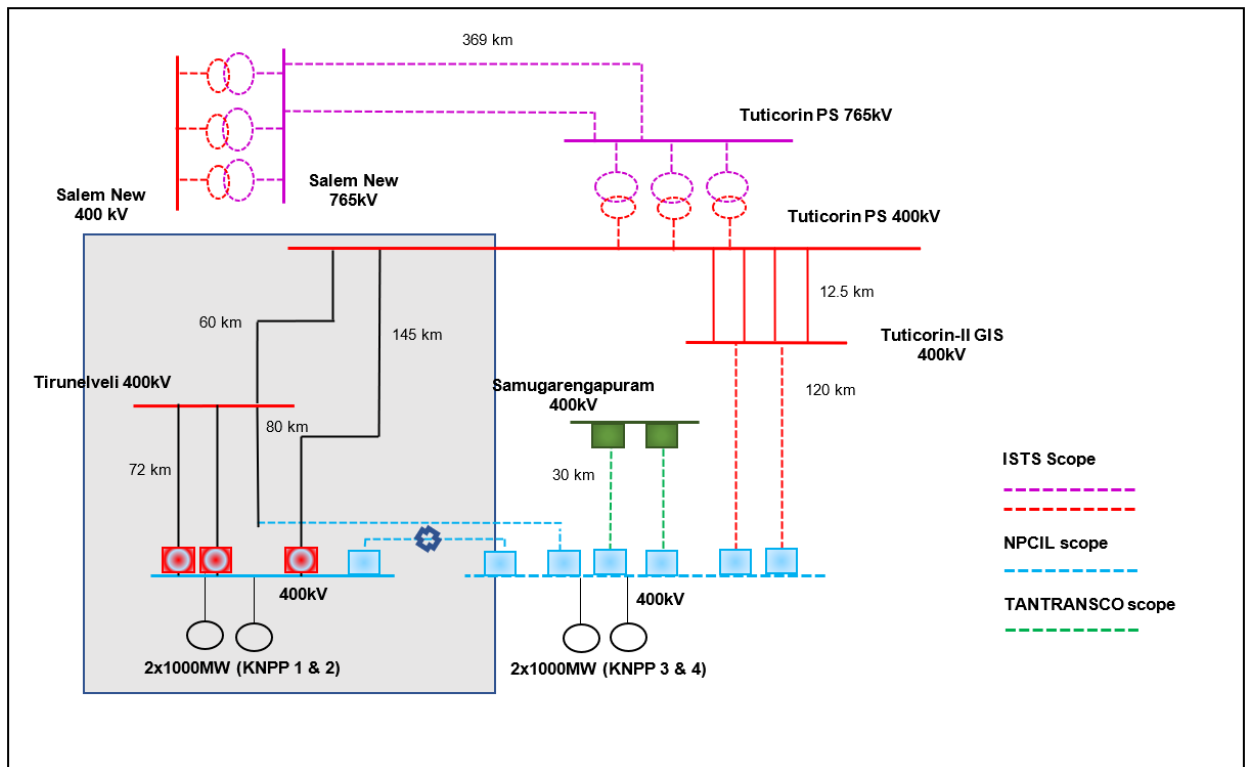 369 km
Tuticorin PS 765kV
Salem New
400 kV
Salem New
765kV
Tuticorin PS 400kV
12.5 km
60 km
145 km
Tuticorin-II GIS
400kV
Tirunelveli 400kV
Samugarengapuram
400kV
120 km
80 km
72 km
30 km
ISTS Scope
NPCIL scope
TANTRANSCO scope
400kV
400kV
2x1000MW (KNPP 1 & 2)
2x1000MW (KNPP 3 & 4)